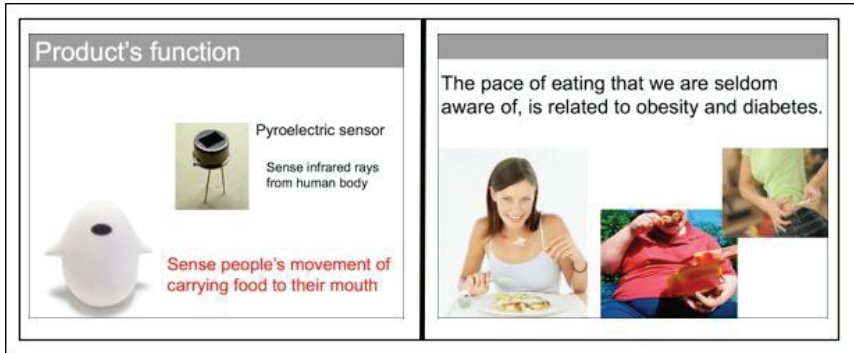 Product's function
Pyroelectric sensor
Sense infrared rays
from human body
Sense people's movement of
carrying food to their mouth
The pace of eating that we are seldom
aware of, is related to obesity and diabetes.